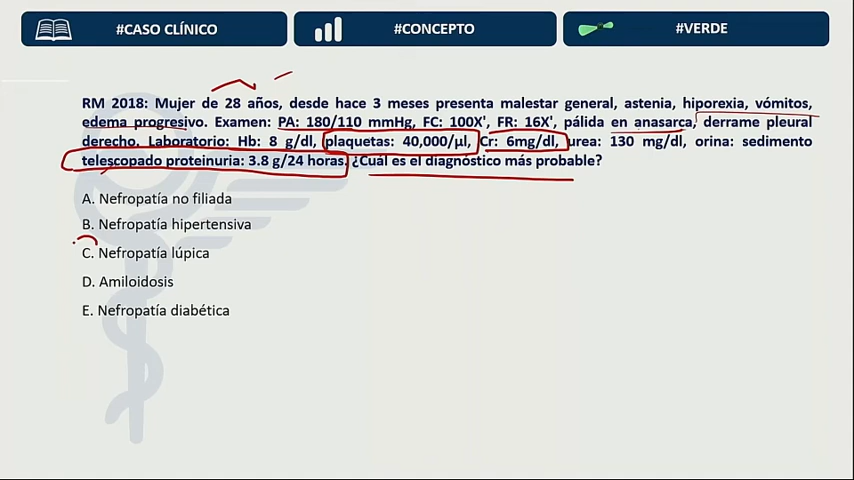 #CASO CLÍNICO
#CONCEPTO
#VERDE
RM 2018: Mujer de 28 años, desde hace 3 meses presenta malestar general, astenia, hiporexia, vómitos,
edema progresivo. Examen: PA: 180/110 mmHg, FC: 100X', FR: 16X', pálida en anasarca, derrame pleural
derecho. Laboratorio: Hb: 8 g/dl, plaquetas: 40,000/µl, Cr: 6mg/dl, urea: 130 mg/dl, orina: sedimento
telescopado proteinuria: 3.8 g/24 horas. ¿Cuál es el diagnóstico más probable?
A. Nefropatía no filiada
B. Nefropatía hipertensiva
C. Nefropatía lúpica
D. Amiloidosis
E. Nefropatía diabética